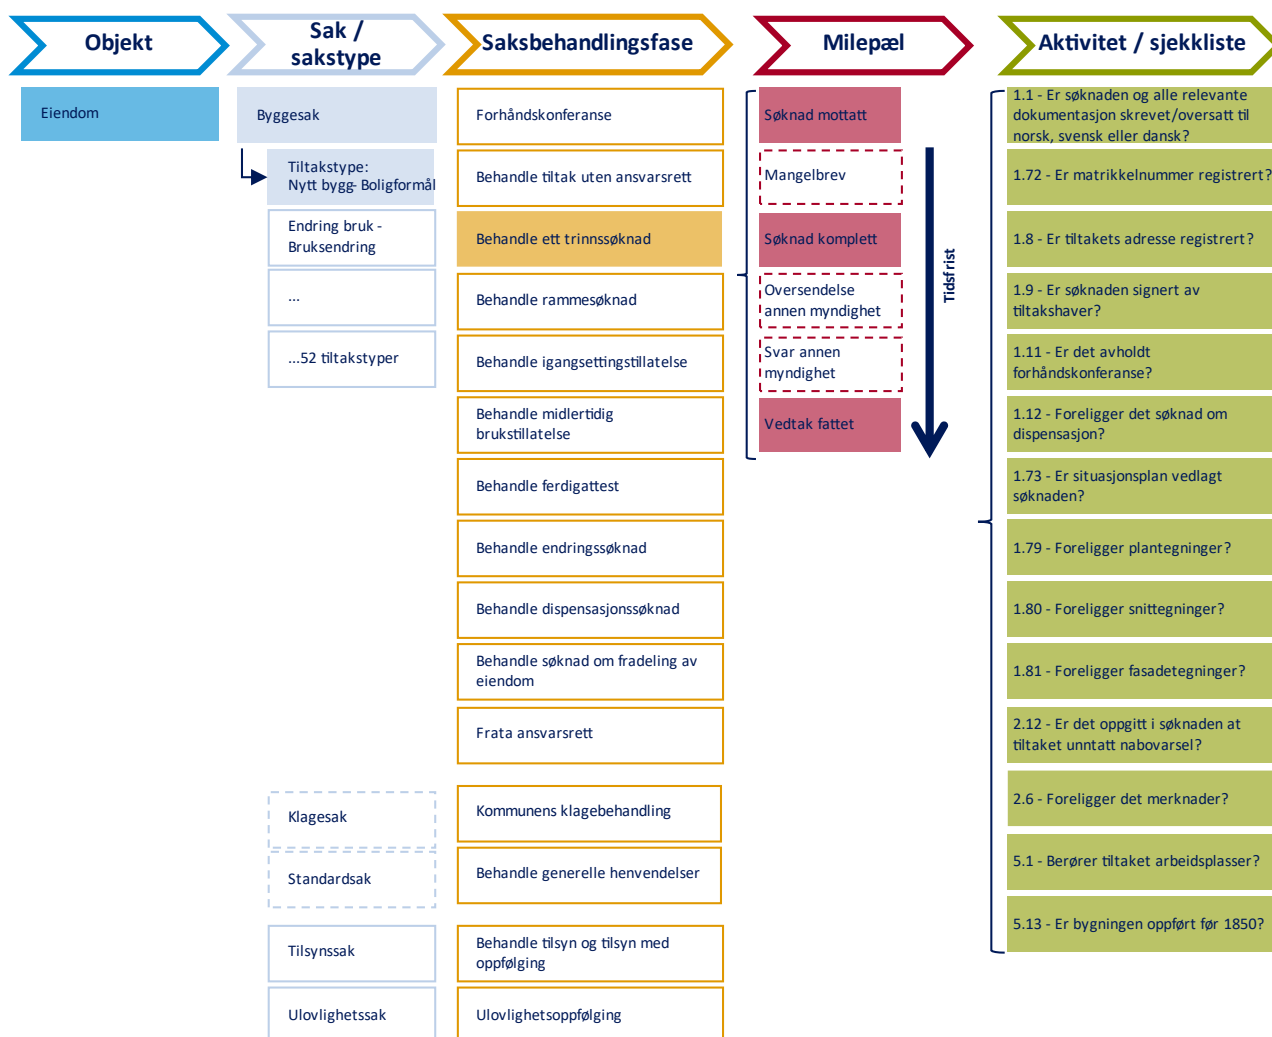 Objekt
Sak /
sakstype
Saksbehandlingsfase
Milepæl
Aktivitet / sjekkliste
Eiendom
Byggesak
Tiltakstype:
Nytt bygg- Boligformål
Endring bruk -
Bruksendring
...
...52 tiltakstyper
Klagesak
Standardsak
Tilsynssak
Ulovlighetssak
Forhåndskonferanse
Behandle tiltak uten ansvarsrett
Behandle ett trinnssøknad
Behandle rammesøknad
Behandle igangsettingstillatelse
Behandle midlertidig
brukstillatelse
Behandle ferdigattest
Behandle endringssøknad
Behandle dispensasjonssøknad
Behandle søknad om fradeling av
eiendom
Frata ansvarsrett
Kommunens klagebehandling
Behandle generelle henvendelser
Behandle tilsyn og tilsyn med
oppfølging
Ulovlighetsoppfølging
Søknad mottatt
Mangelbrev
Søknad komplett
Oversendelse
annen myndighet
Svar annen
myndighet
Vedtak fattet
Tidsfrist
1.1 - Er søknaden og alle relevante
dokumentasjon skrevet/oversatt til
norsk, svensk eller dansk?
1.72 - Er matrikkelnummer registrert?
1.8 - Er tiltakets adresse registrert?
1.9 - Er søknaden signert av
tiltakshaver?
1.11 - Er det avholdt
forhåndskonferanse?
1.12 - Foreligger det søknad om
dispensasjon?
1.73 - Er situasjonsplan vedlagt
søknaden?
1.79 - Foreligger plantegninger?
1.80 - Foreligger snittegninger?
1.81 - Foreligger fasadetegninger?
2.12 - Er det oppgitt i søknaden at
tiltaket unntatt nabovarsel?
2.6 - Foreligger det merknader?
5.1 - Berører tiltaket arbeidsplasser?
5.13 - Er bygningen oppført før 1850?